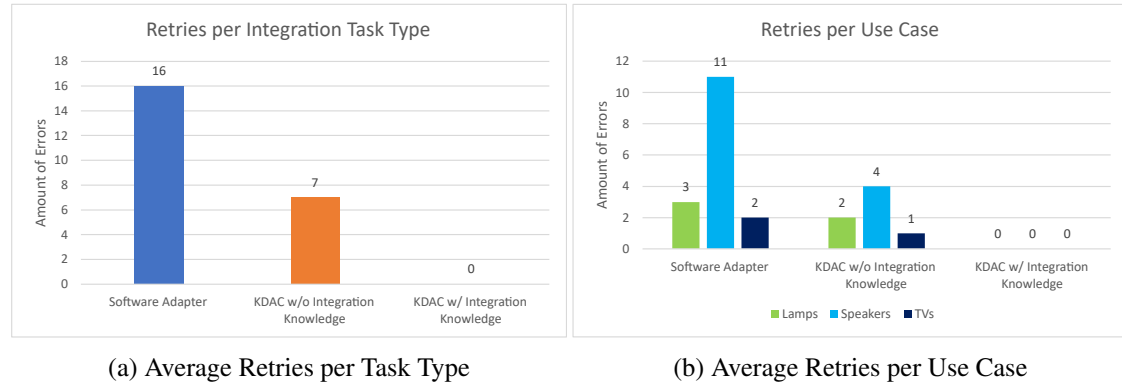 Retries per Integration Task Type
Amount of Errors
18
16
14
12
10
8
6
4
2
0
16
7
0
Software Adapter
KDAC w/o Integration
Knowledge
KDAC w/ Integration
Knowledge
(a) Average Retries per Task Type
Retries per Use Case
Amount of Errors
12
10
8
6
4
2
0
3
11
2
2
4
1
0
0
0
Software Adapter
KDAC w/o Integration
Knowledge
KDAC w/ Integration
Knowledge
Lamps
Speakers
TVs
(b) Average Retries per Use Case